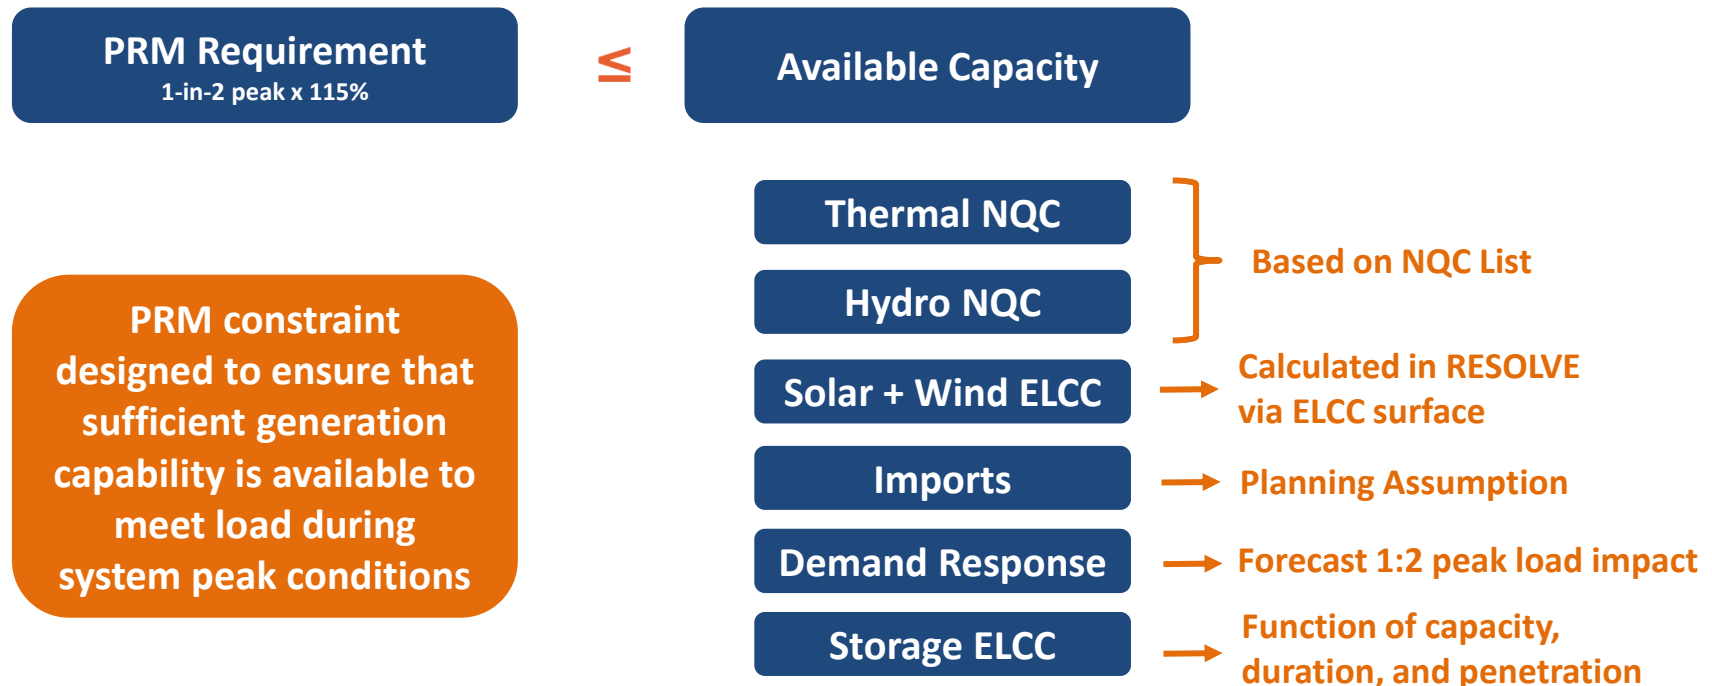 PRM Requirement
1-in-2 peak x 115%
≤
Available Capacity
PRM constraint
designed to ensure that
sufficient generation
capability is available to
meet load during
system peak conditions
Thermal NQC
Hydro NQC
Based on NQC List
Solar + Wind ELCC
Calculated in RESOLVE
via ELCC surface
Imports
Planning Assumption
Demand Response
Forecast 1:2 peak load impact
Storage ELCC
Function of capacity,
duration, and penetration